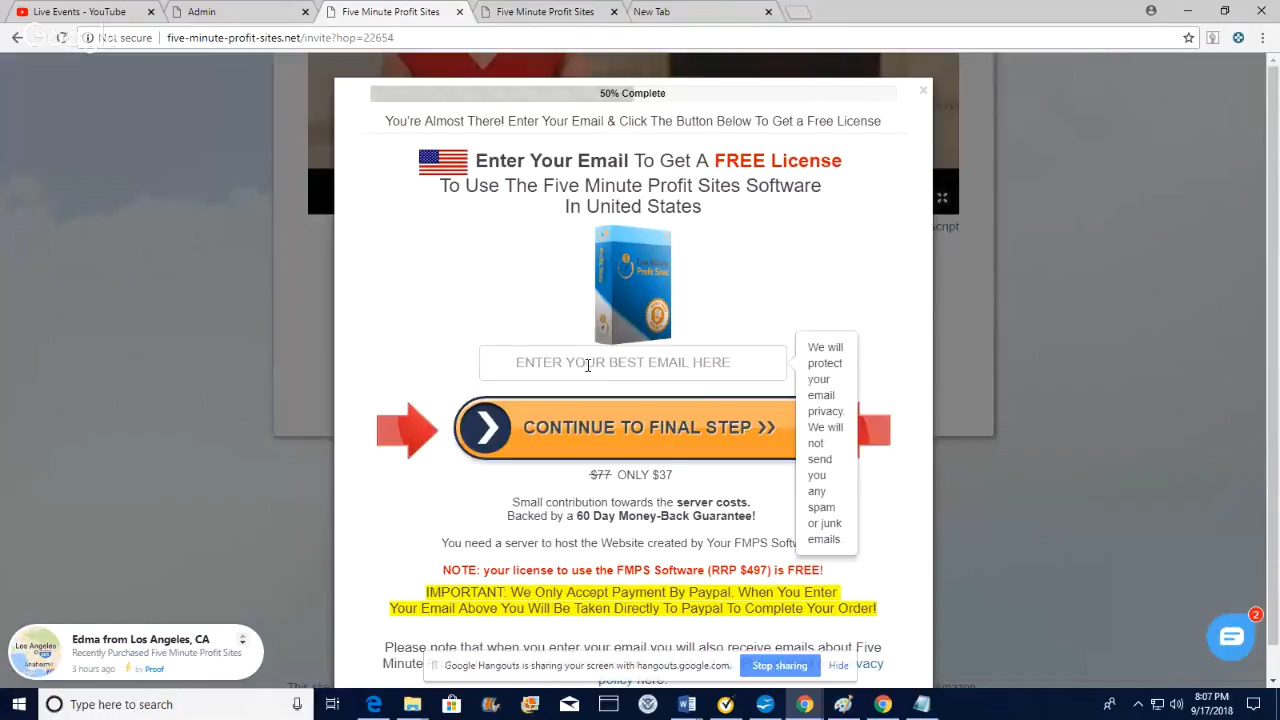 Live Events - YouTube
Admin
Five Minute Profit Sites
Five Minute Profit Sites
New Tab
Not secure
five-minute-profit-sites.net/invite?hop=22654
50% Complete
You're Almost There! Enter Your Email & Click The Button Below To Get a Free License
Enter Your Email To Get A FREE License
To Use The Five Minute Profit Sites Software
In United States
Profit Sites
ENTER YOUR BEST EMAIL HERE
We will
protect
your
email
privacy.
We will
not
send
you
any
spam
or junk
emails.
CONTINUE TO FINAL STEP
$77 ONLY $37
Small contribution towards the server costs.
Backed by a 60 Day Money-Back Guarantee!
You need a server to host the Website created by Your FMPS
NOTE: your license to use the FMPS Software (RRP $497) is FREE!
IMPORTANT: We Only Accept Payment By Paypal. When You Enter
Your Email Above You Will Be Taken Directly To Paypal To Complete Your Order!
Please note that when you enter your email you will also receive emails about Five
Minute
policy here.
Google Hangouts is sharing your screen with hangouts.google.com.
Stop sharing
Hide
Edma from Los Angeles, CA
Recently Purchased Five Minute Profit Sites
3 hours ago
by Proof
Los Angeles
Anaheim
2
Amazon
Type here to search
8:07 PM
9/17/2018